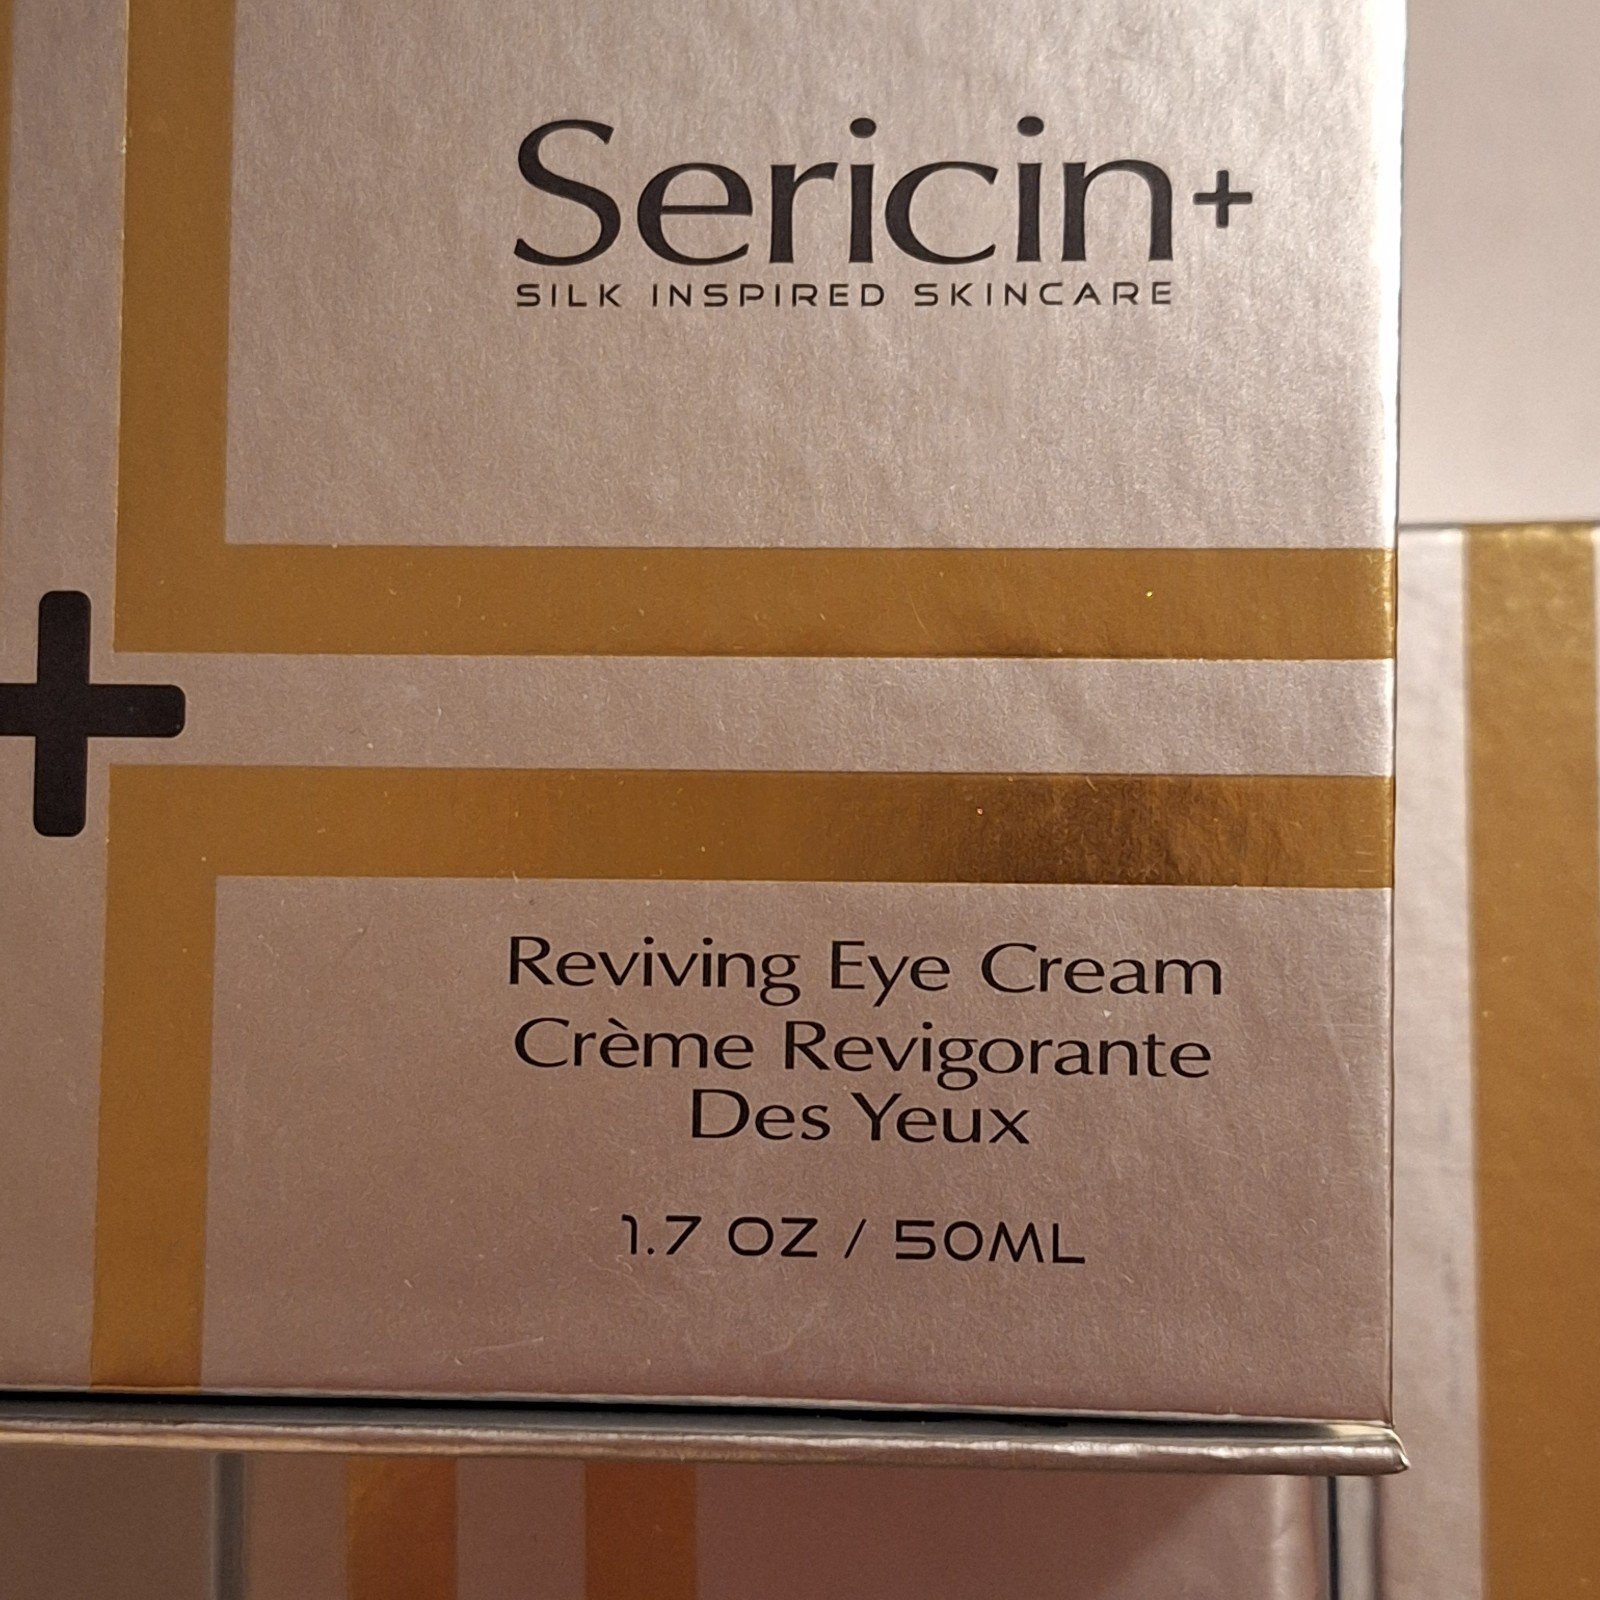 Sericin+
SILK INSPIRED SKINCARE
Reviving Eye Cream
Crème Revigorante
Des Yeux
1.7 OZ / 50ML